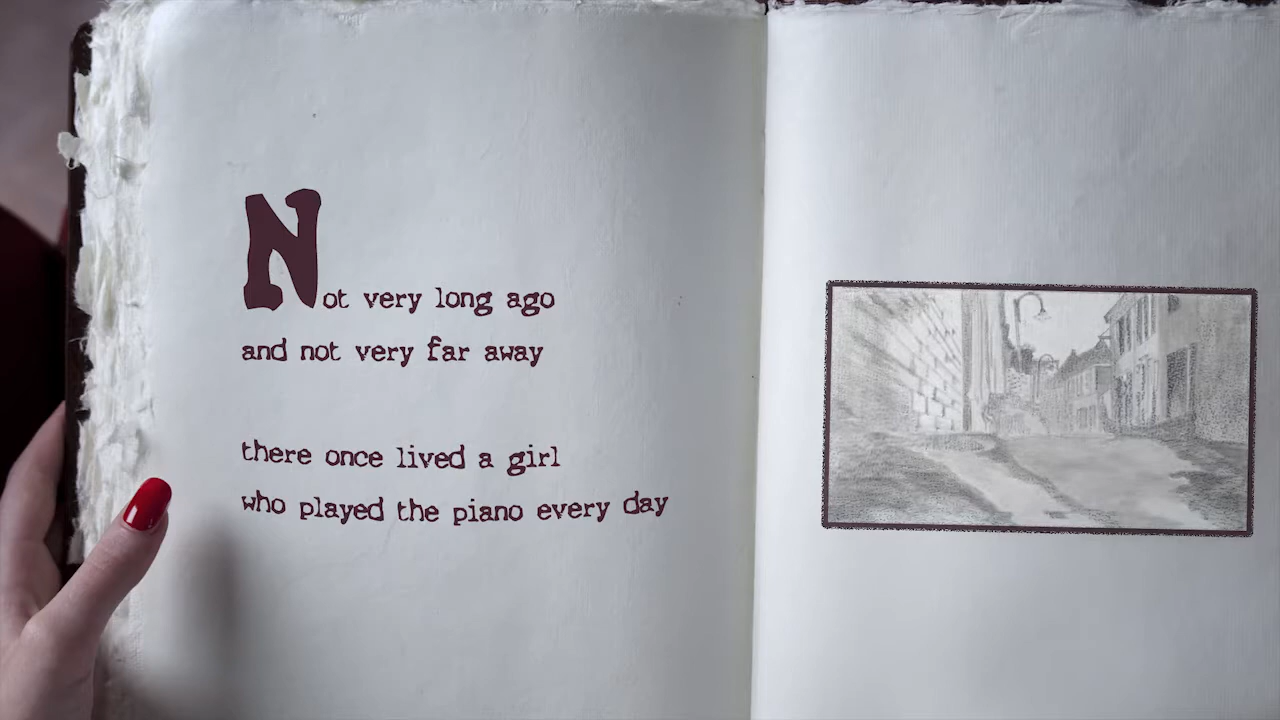 Not very long ago
and not very far away
there once lived a girl
who played the piano every day